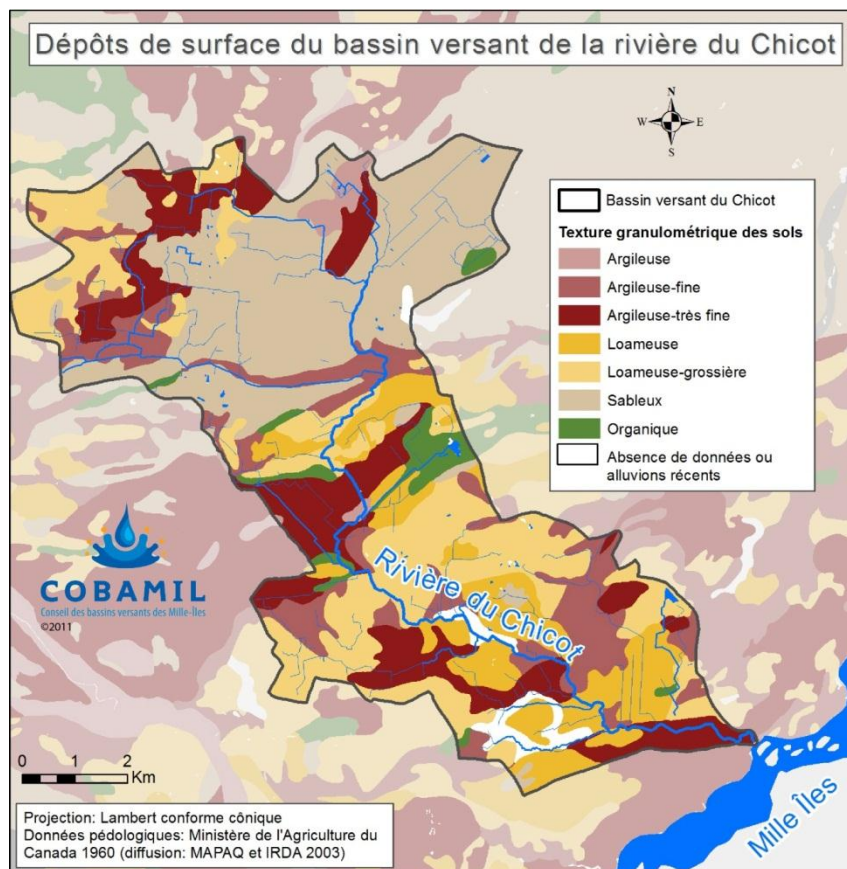 Dépôts de surface du bassin versant de la rivière du Chicot
N
W E
S
Bassin versant du Chicot
Texture granulométrique des sols
Argileuse
Argileuse-fine
Argileuse-très fine
Loameuse
Loameuse-grossière
Sableux
Organique
Absence de données ou
alluvions récents
COBAMIL
Conseil des bassins versants des Mille-Îles
©2011
Rivière du Chicot
0 1 2
Km
Mille Îles
Projection: Lambert conforme cônique
Données pédologiques: Ministère de l'Agriculture du
Canada 1960 (diffusion: MAPAQ et IRDA 2003)